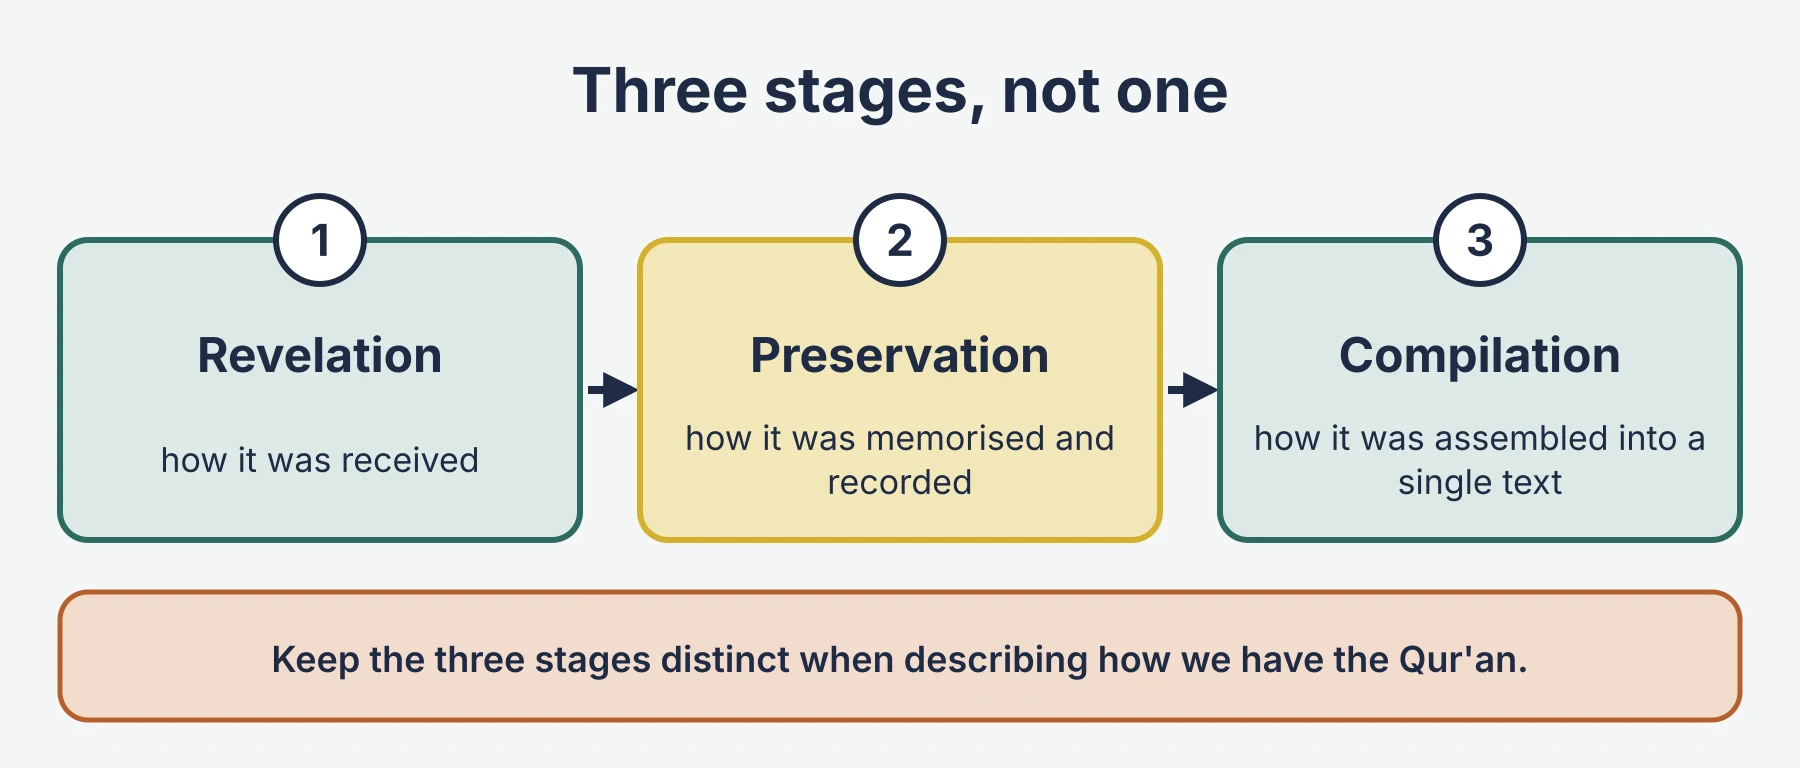 Three stages, not one
1
Revelation
how it was received
2
Preservation
how it was memorised and
recorded
3
Compilation
how it was assembled into a
single text
Keep the three stages distinct when describing how we have the Qur'an.